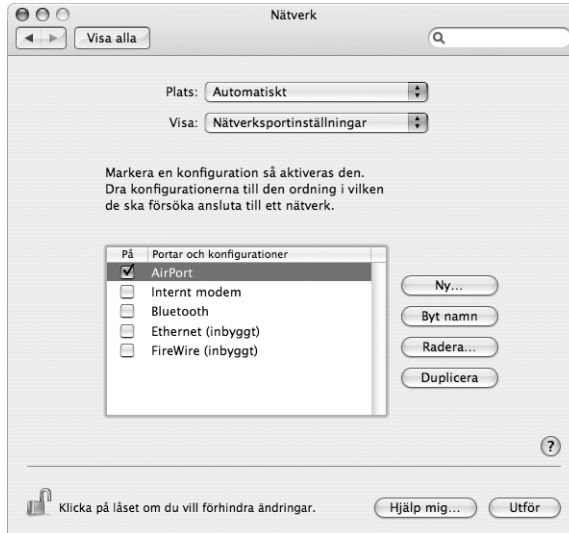 Nätverk
Visa alla
Plats: Automatiskt
Visa: Nätverksportinställningar
Markera en konfiguration så aktiveras den.
Dra konfigurationerna till den ordning i vilken
de ska försöka ansluta till ett nätverk.
På Portar och konfigurationer
AirPort
Internt modem
Bluetooth
Ethernet (inbyggt)
FireWire (inbyggt)
Ny...
Byt namn
Radera...
Duplicera
?
Klicka på låset om du vill förhindra ändringar.
Hjälp mig... Utför